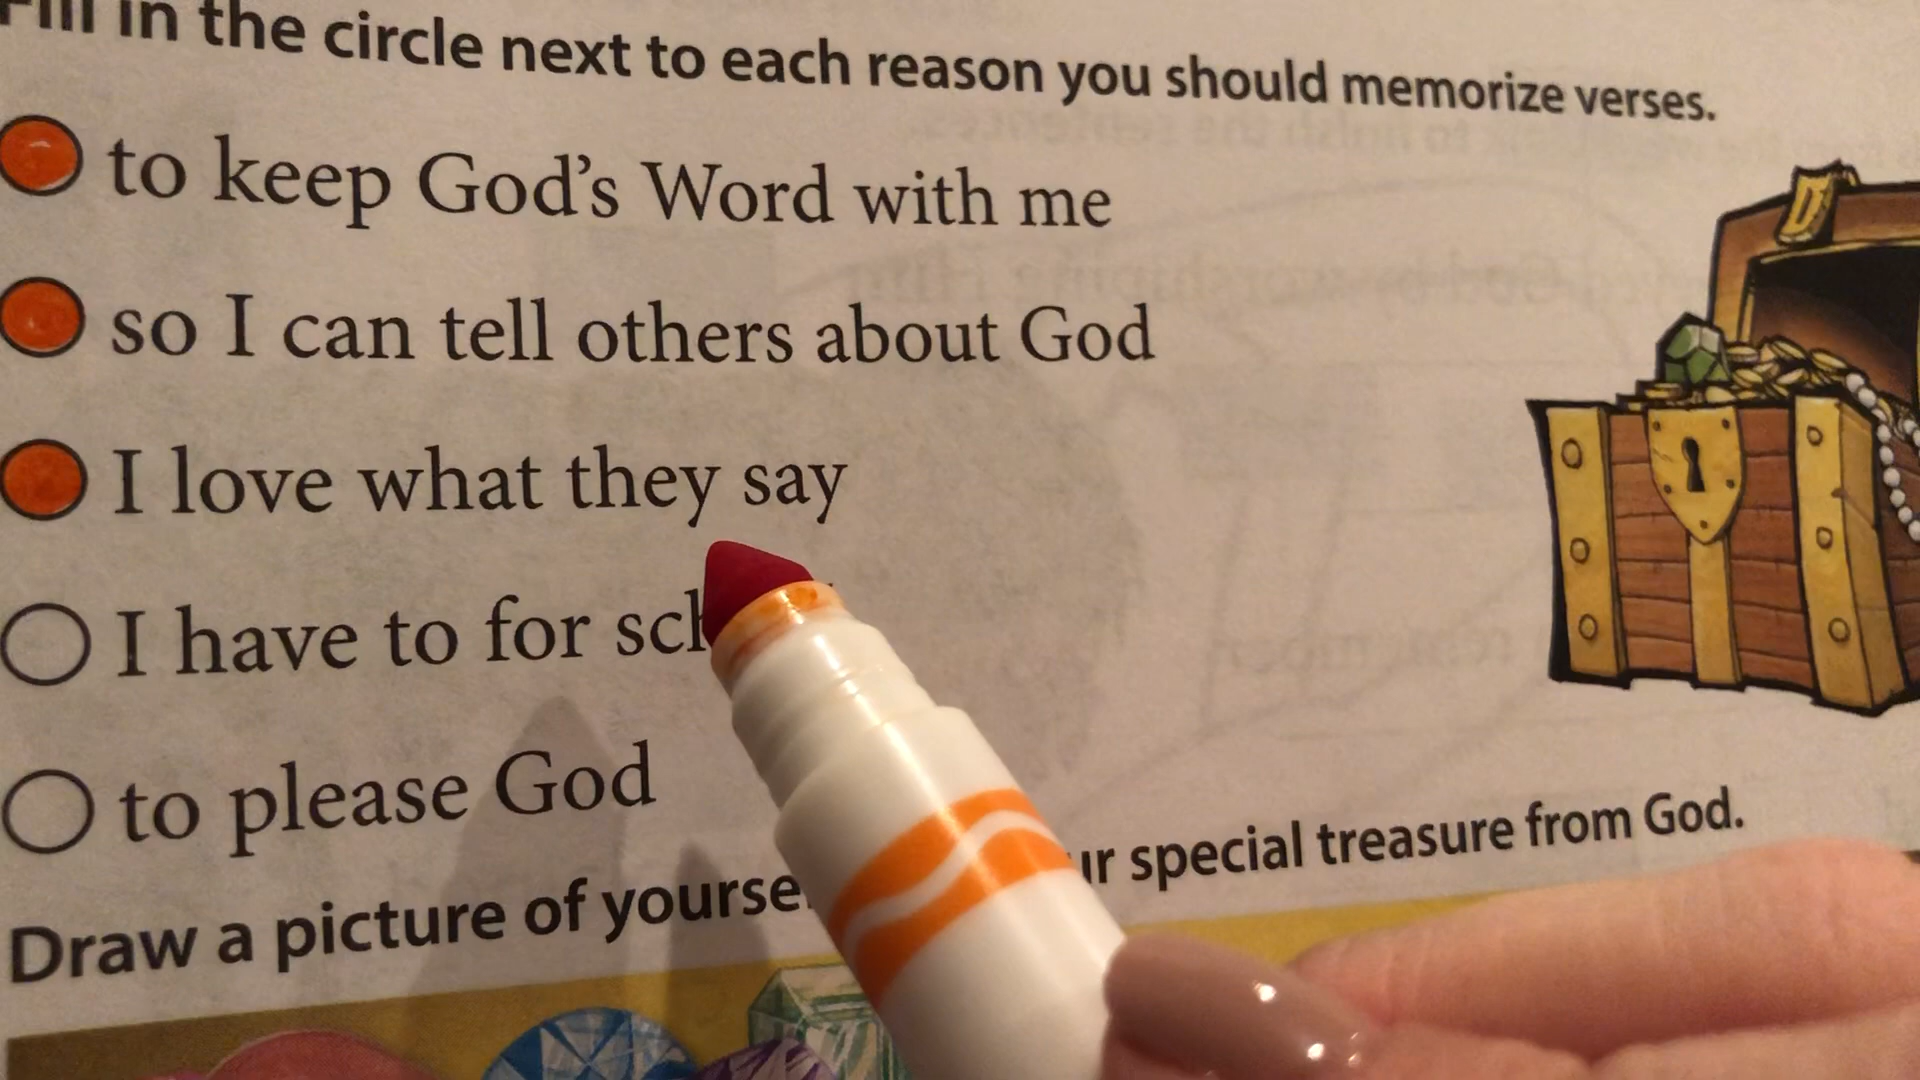 Fill in the circle next to each reason you should memorize verses.
to keep God's Word with me
so I can tell others about God
I love what they say
I have to for
to please God
Draw a picture of special treasure from God.